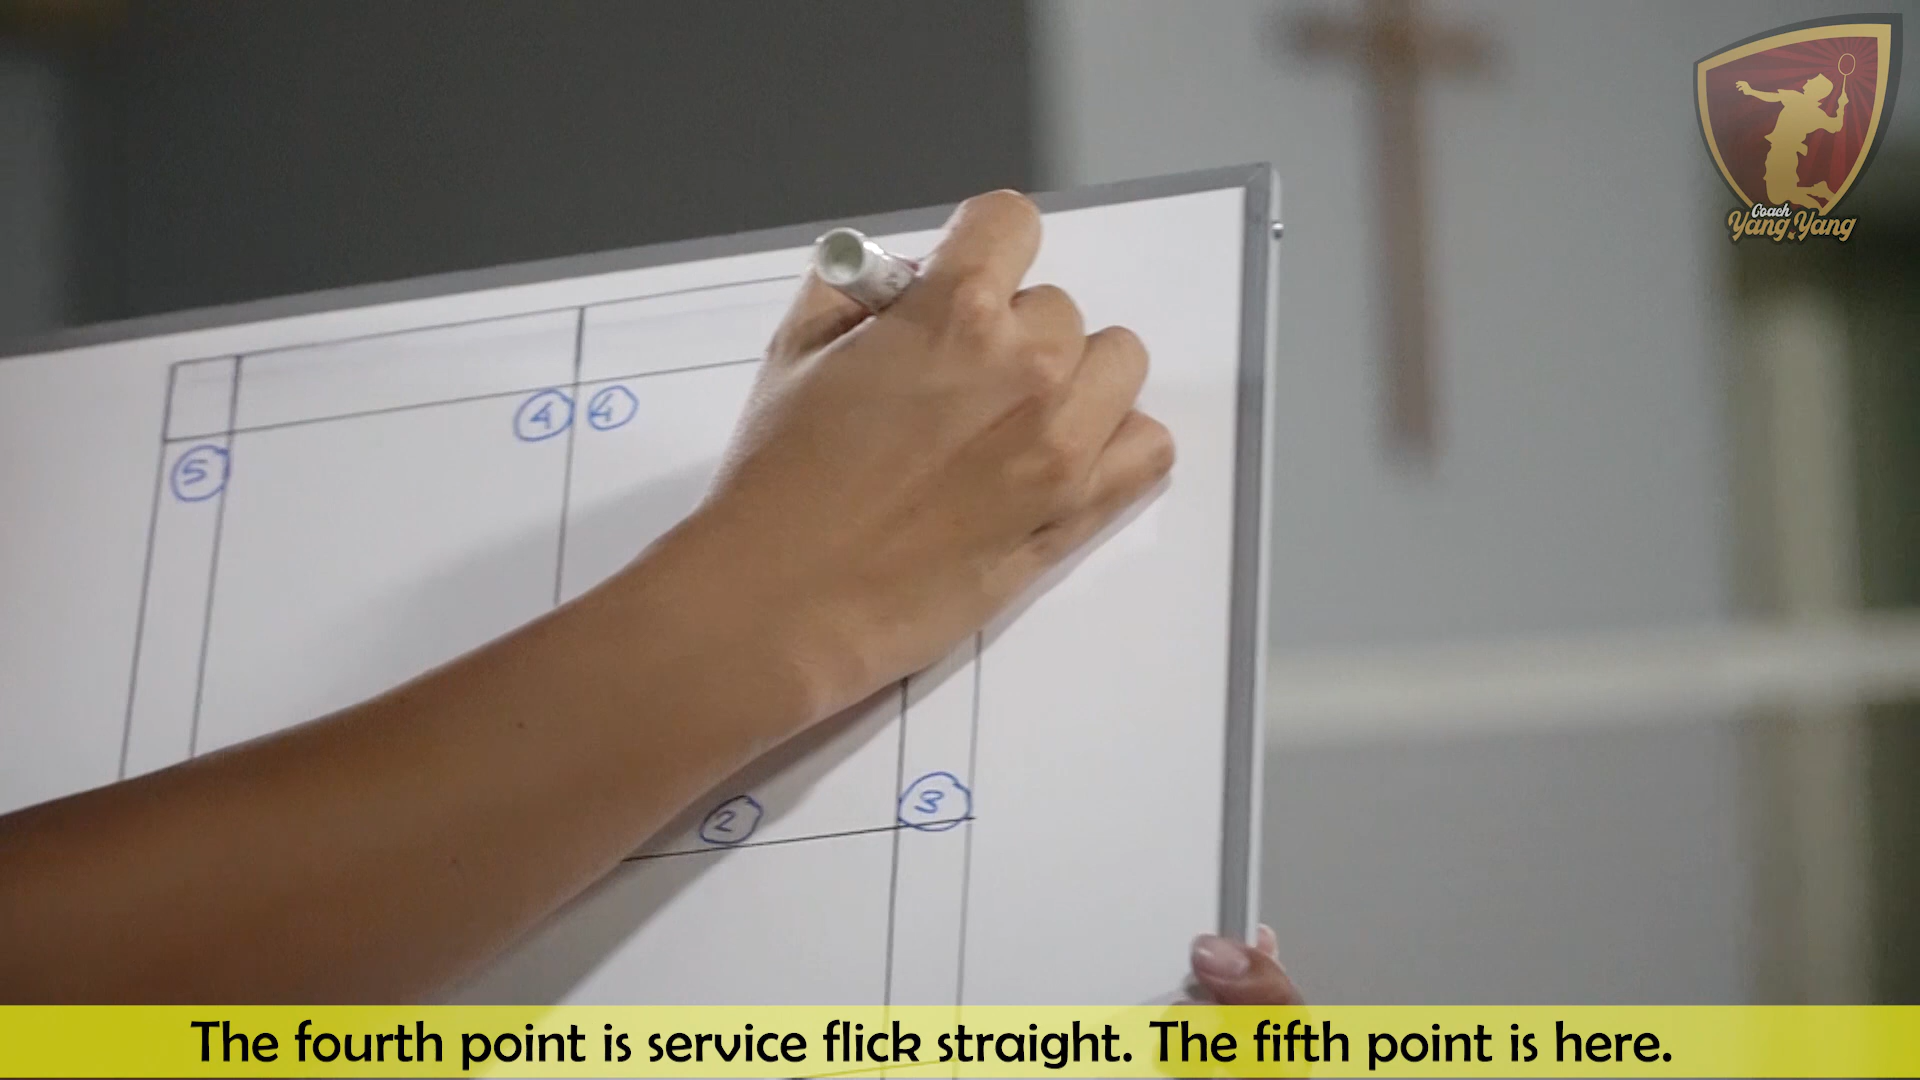 Coach
Yang Yang
4 4
5
2
3
The fourth point is service flick straight. The fifth point is here.